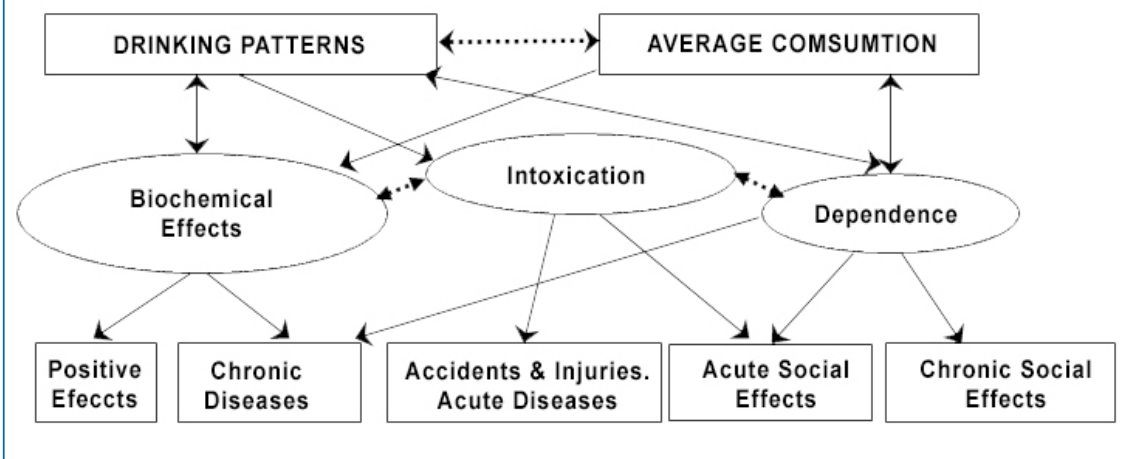 DRINKING PATTERNS
AVERAGE COMSUMTION
Biochemical
Effects
Intoxication
Dependence
Positive
Efeccts
Chronic
Diseases
Accidents & Injuries.
Acute Diseases
Acute Social
Effects
Chronic Social
Effects